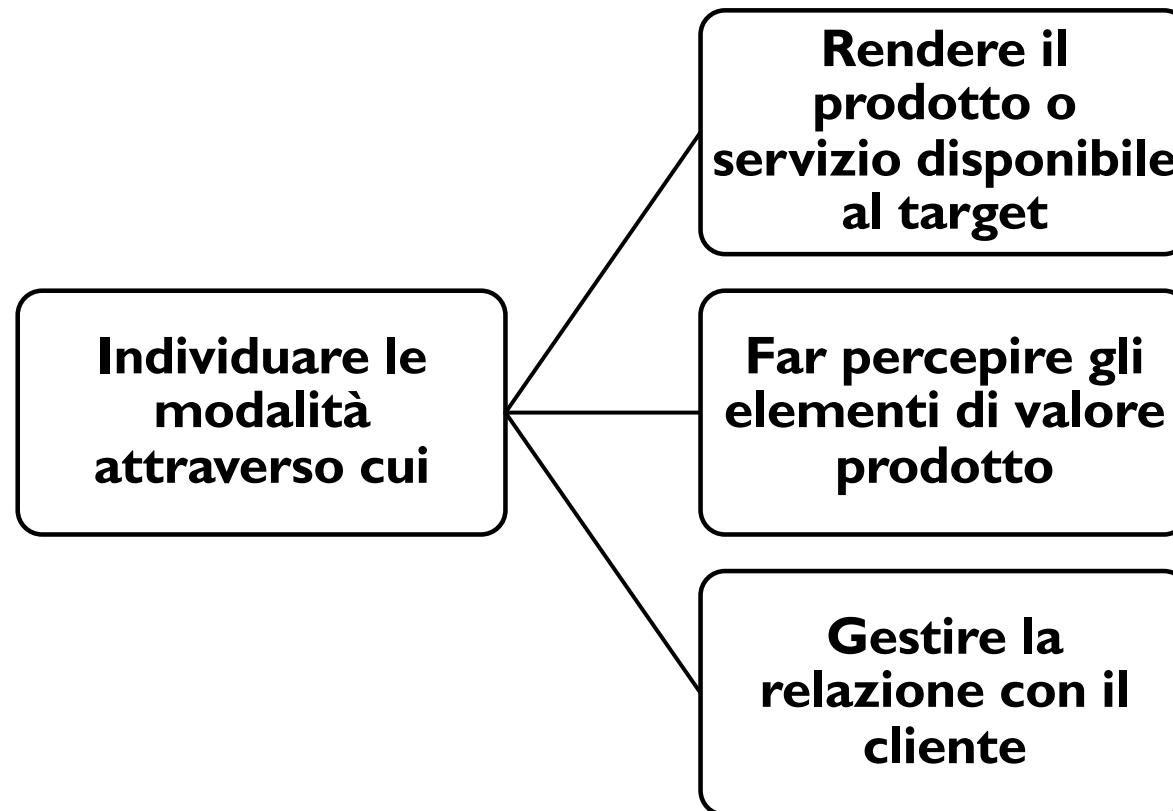 Individuare le
modalità
attraverso cui
Rendere il
prodotto o
servizio disponibile
al target
Far percepire gli
elementi di valore
prodotto
Gestire la
relazione con il
cliente